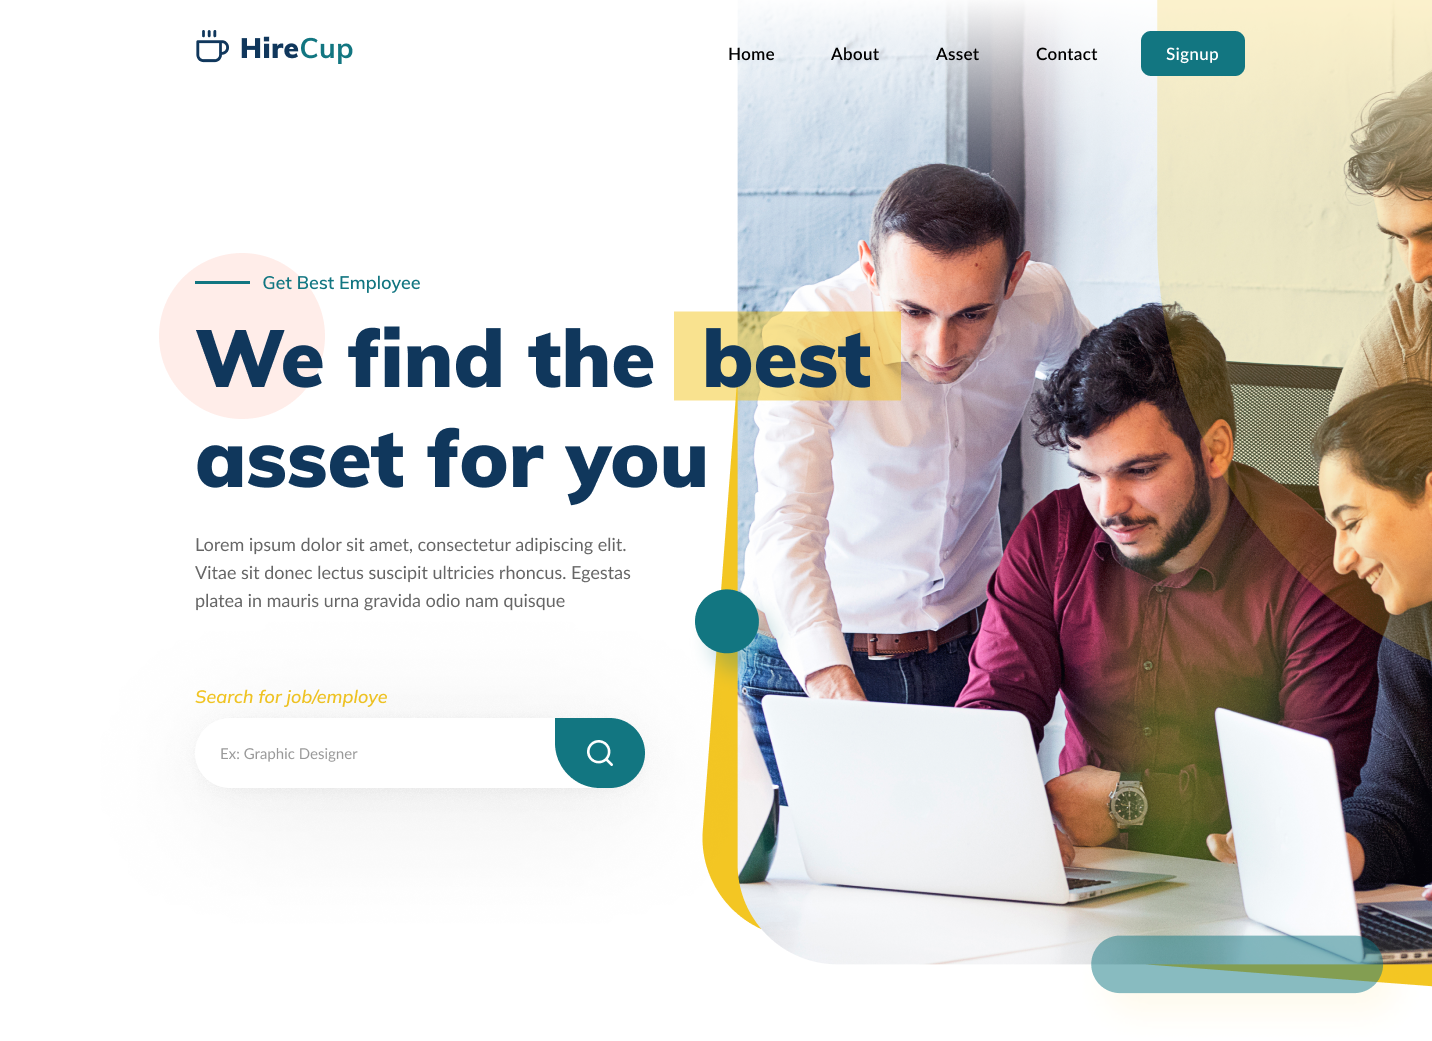 HireCup
Home About Asset Contact Signup
Get Best Employee
We find the best
asset for you
Lorem ipsum dolor sit amet, consectetur adipiscing elit.
Vitae sit donec lectus suscipit ultricies rhoncus. Egestas
platea in mauris urna gravida odio nam quisque
Search for job/employe
Ex: Graphic Designer